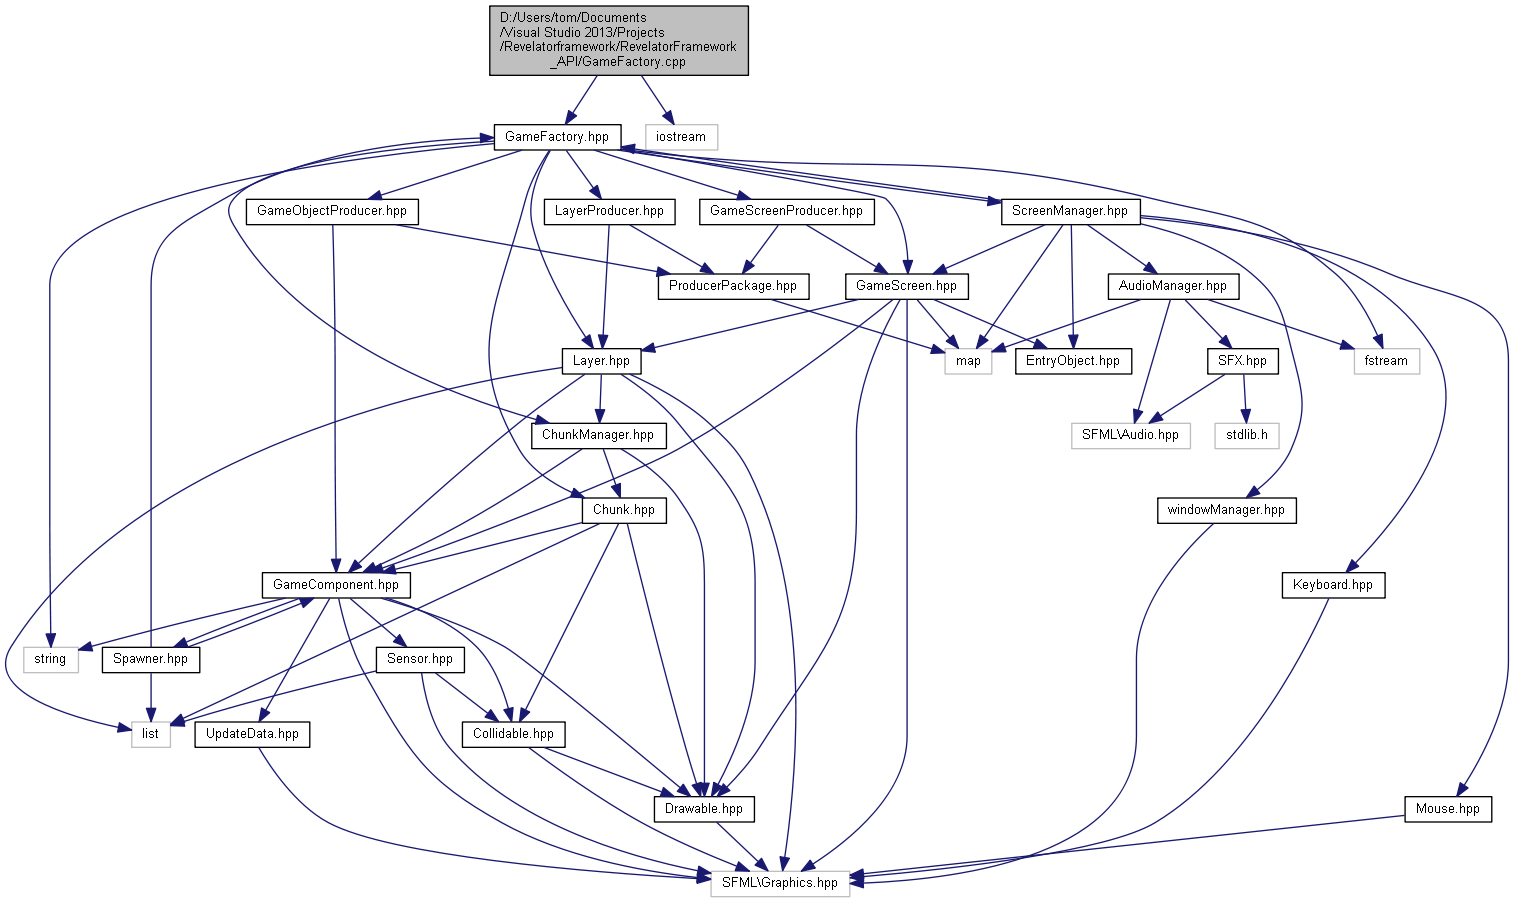 D:/Users/tom/Documents
/Visual Studio 2013/Projects
/Revelatorframework/RevelatorFramework
_API/GameFactory.cpp
GameFactory.hpp
iostream
GameObjectProducer.hpp
LayerProducer.hpp
GameScreenProducer.hpp
ScreenManager.hpp
ProducerPackage.hpp
GameScreen.hpp
AudioManager.hpp
Layer.hpp
map
EntryObject.hpp
SFX.hpp
fstream
ChunkManager.hpp
SFML\Audio.hpp
stdlib.h
Chunk.hpp
windowManager.hpp
GameComponent.hpp
Keyboard.hpp
string
Spawner.hpp
Sensor.hpp
list
UpdateData.hpp
Collidable.hpp
Drawable.hpp
Mouse.hpp
SFML\Graphics.hpp